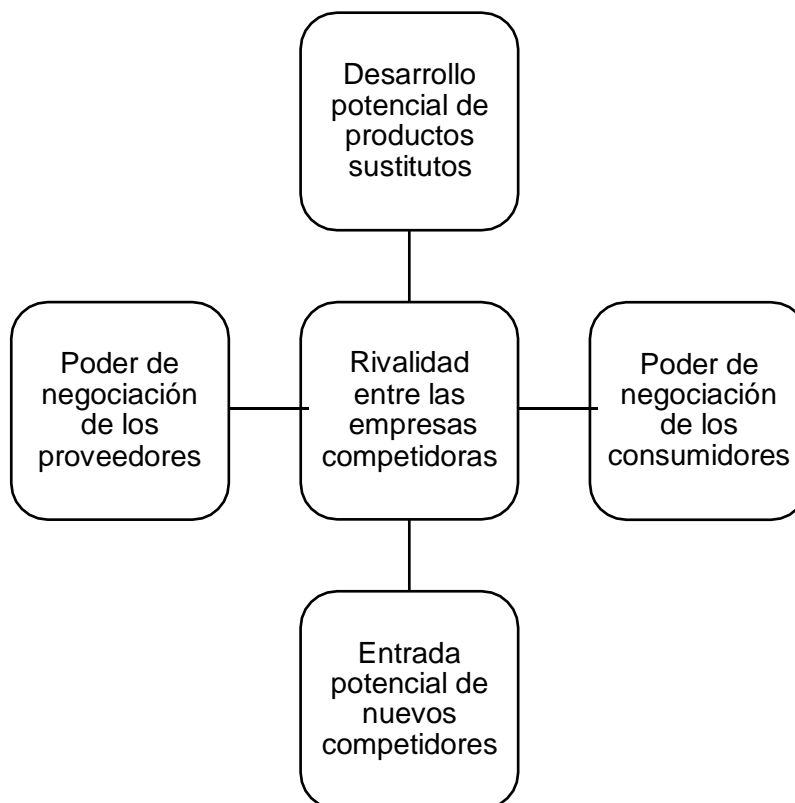 Desarrollo
potencial de
productos
sustitutos
Poder de
negociación
de los
proveedores
Rivalidad
entre las
empresas
competidoras
Poder de
negociación
de los
consumidores
Entrada
potencial de
nuevos
competidores